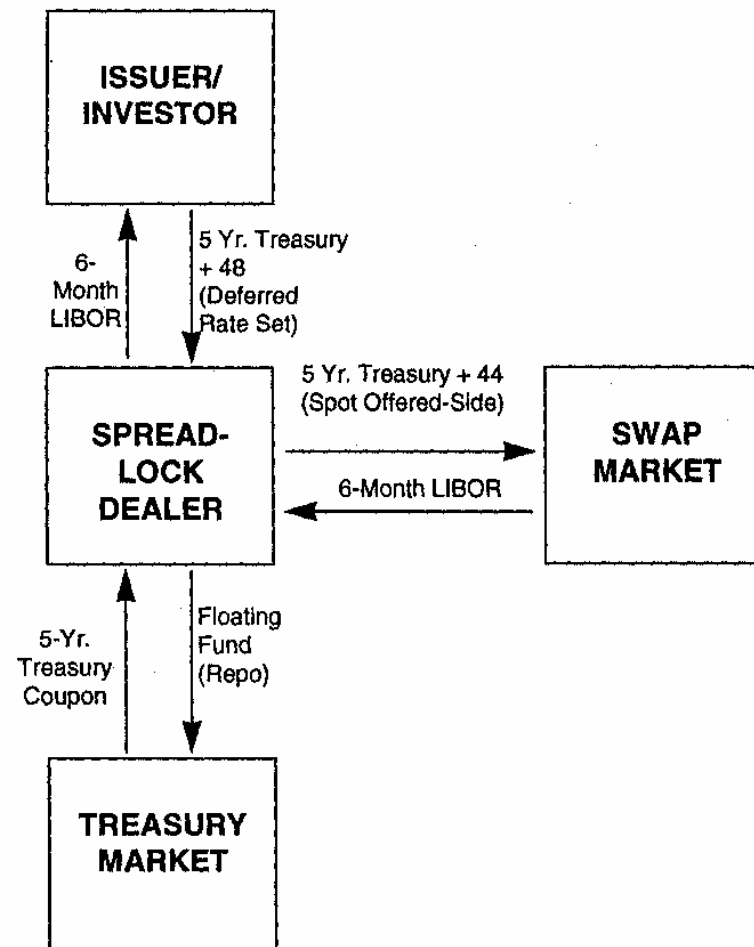 ISSUER/
INVESTOR
6-
Month
LIBOR
5 Yr. Treasury
+ 48
(Deferred
Rate Set)
SPREAD-
LOCK
DEALER
5 Yr. Treasury + 44
(Spot Offered-Side)
6-Month LIBOR
SWAP
MARKET
5-Yr.
Treasury
Coupon
Floating
Fund
(Repo)
TREASURY
MARKET